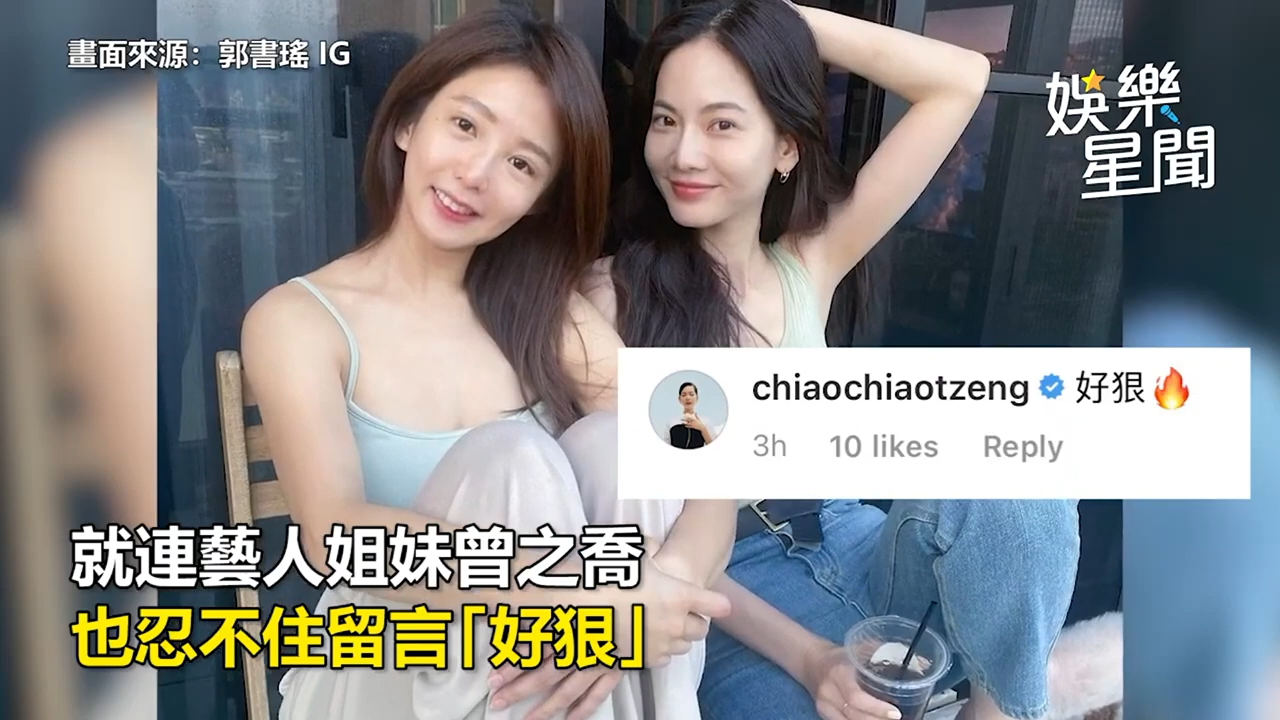 畫面來源：郭書瑤 IG
娛樂
星聞
chiaochiaotzeng 好狠🔥
3h 10 likes Reply
就連藝人姐妹曾之喬
也忍不住留言「好狠」